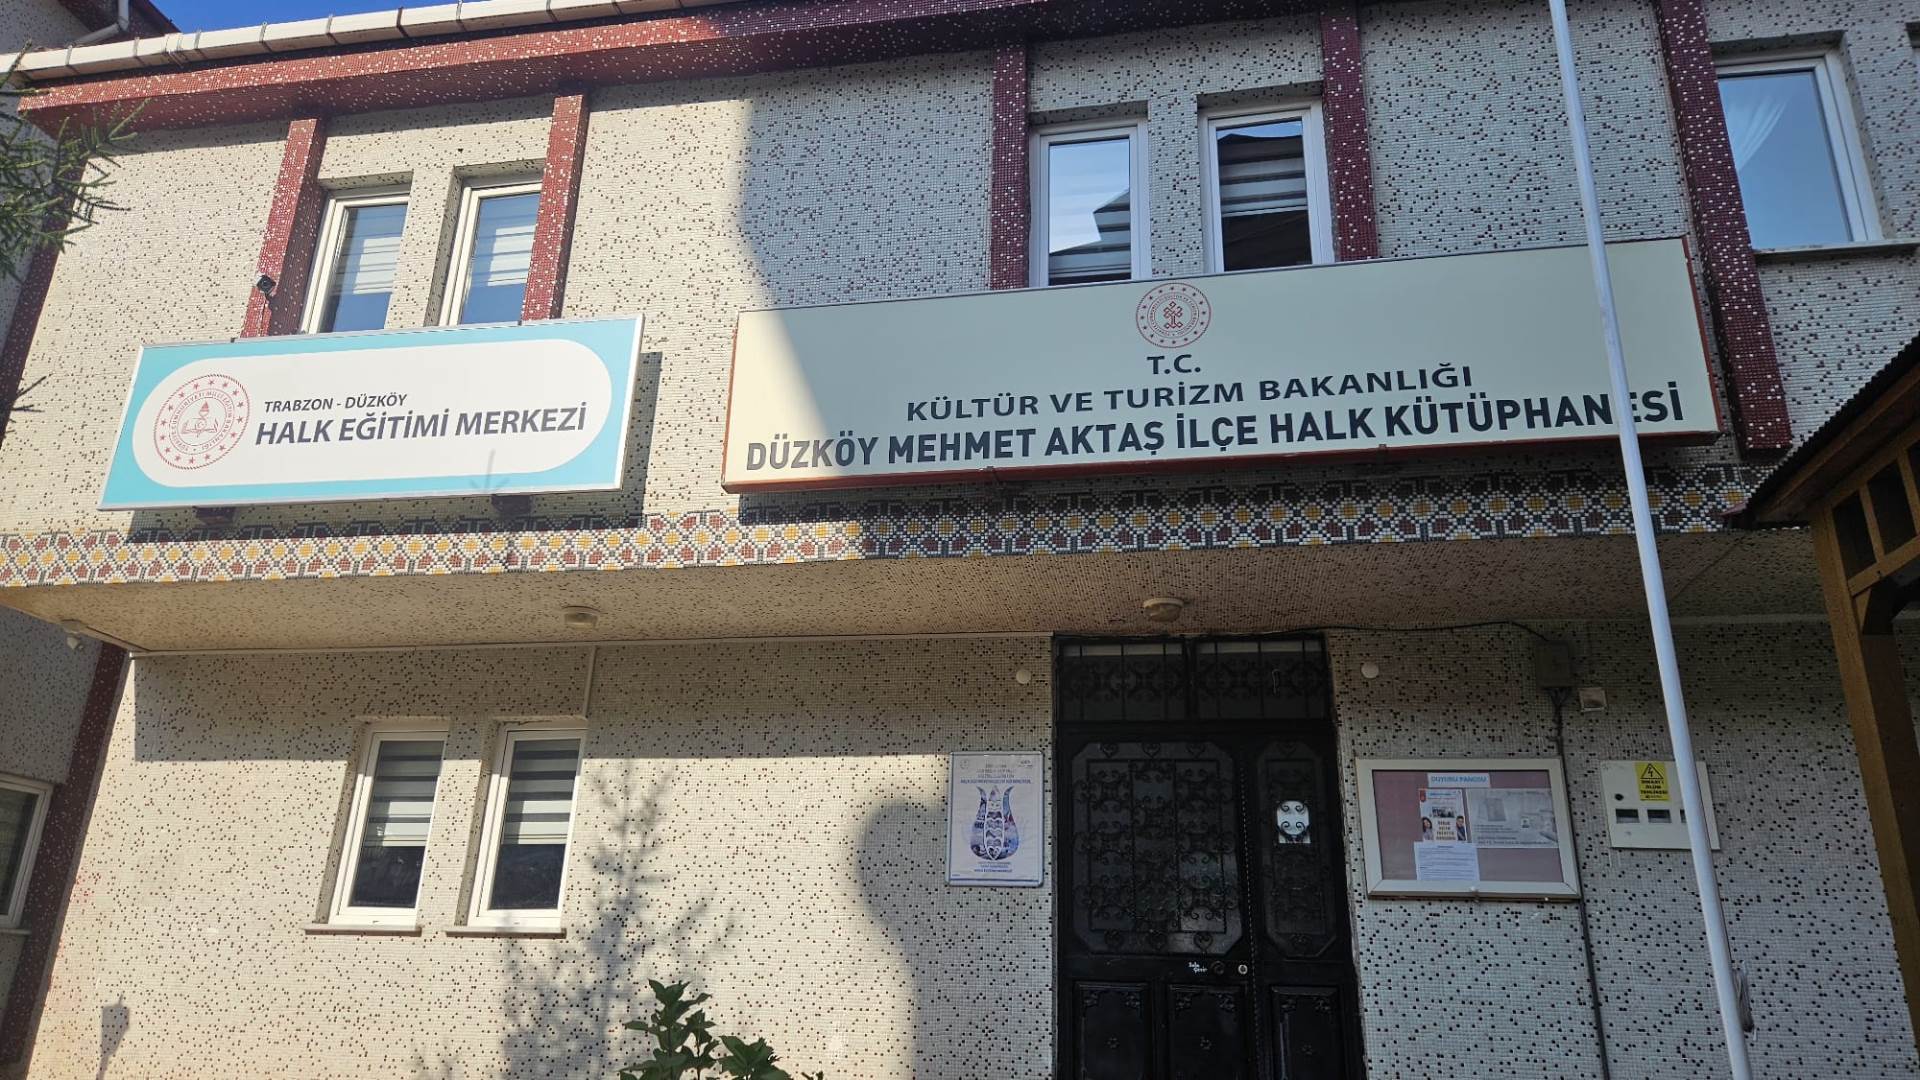 TRABZON - DÜZKÖY
HALK EĞİTİMİ MERKEZİ
T.C.
KÜLTÜR VE TURİZM BAKANLIĞI
DÜZKÖY MEHMET AKTAŞ İLÇE HALK KÜTÜPHANESİ
DUYURU PANOSU